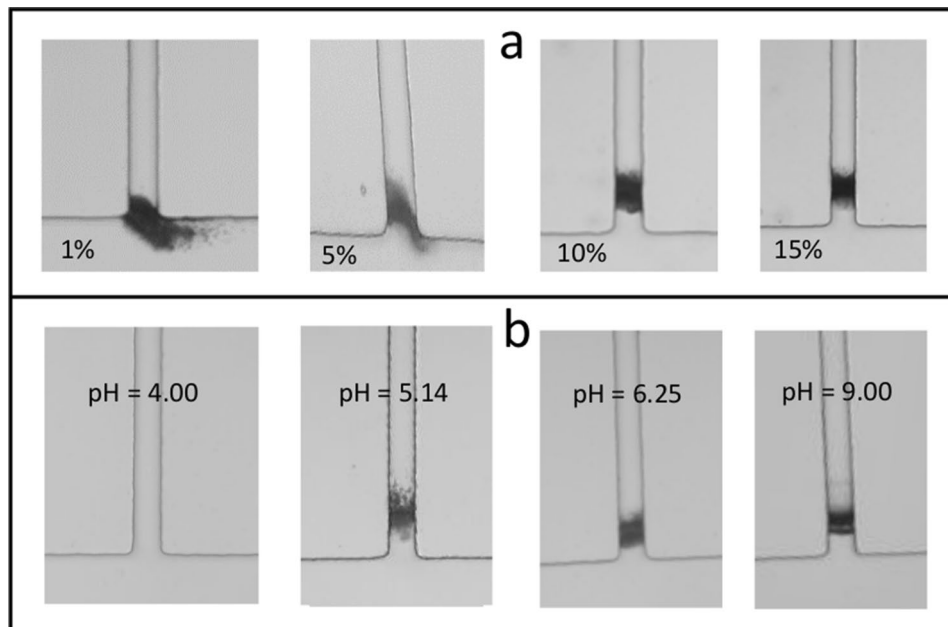 a
1%
5%
10%
15%
b
pH = 4.00
pH = 5.14
pH = 6.25
pH = 9.00